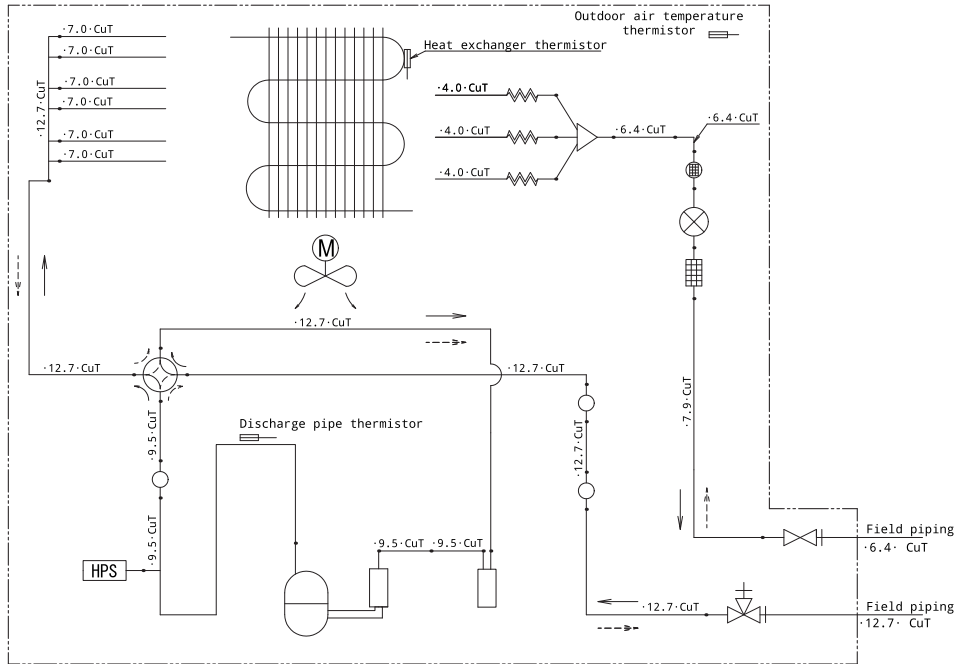 Outdoor air temperature
thermistor
·7.0·CuT
Heat exchanger thermistor
·7.0·CuT
·7.0·CuT
·4.0·CuT
·12.7·CuT
·7.0·CuT
·6.4·CuT
·4.0·CuT
·6.4·CuT
·7.0·CuT
·7.0·CuT
·4.0·CuT
M
·12.7·CuT
·12.7·CuT
·12.7·CuT
·7.9·CuT
·9.5·CuT
Discharge pipe thermistor
·12.7·CuT
·9.5·CuT
·9.5·CuT
·9.5·CuT
Field piping
·6.4· CuT
HPS
·12.7·CuT
Field piping
·12.7· CuT